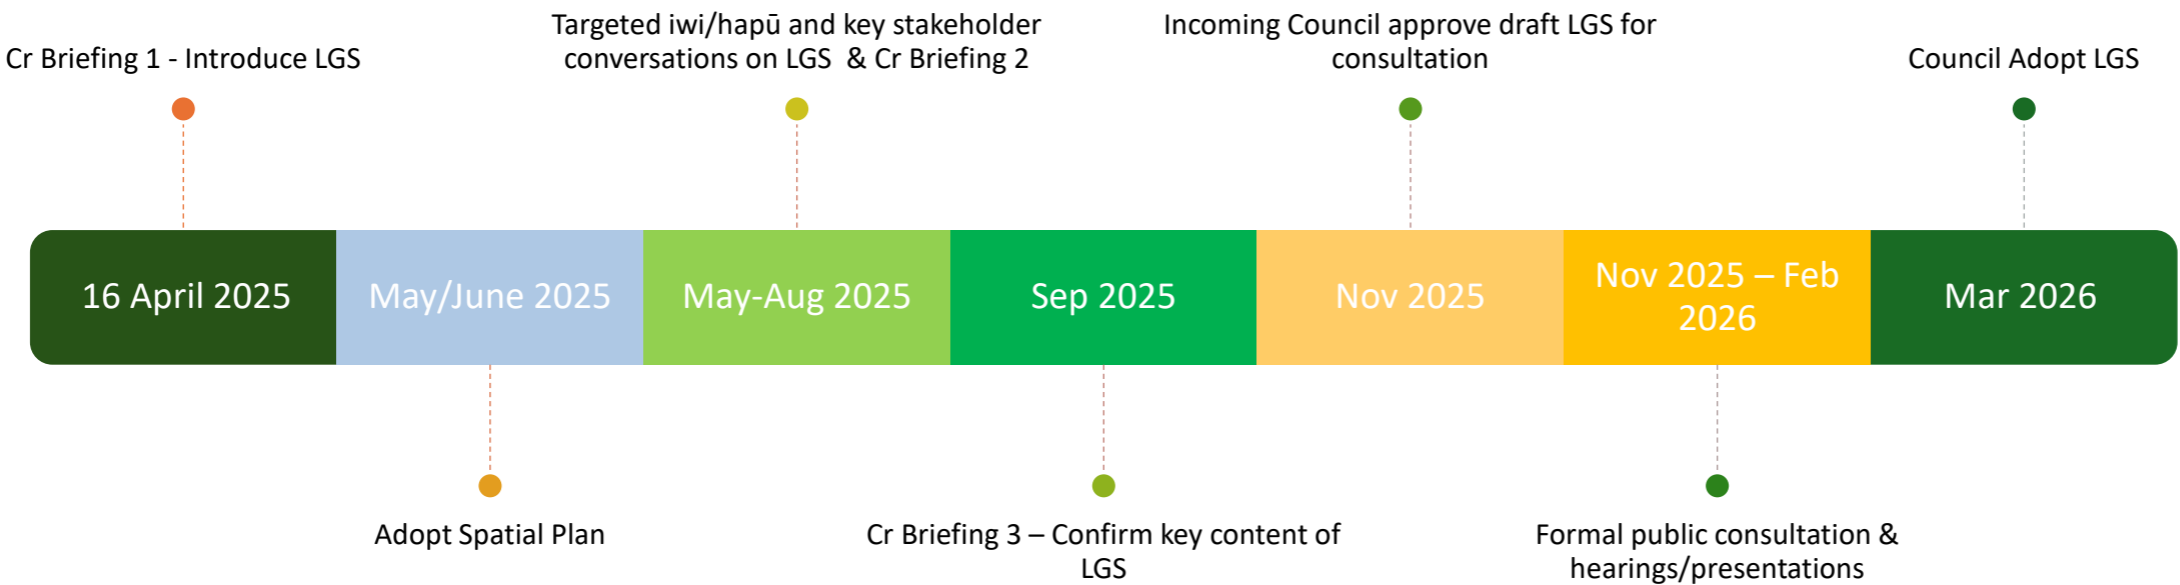 Cr Briefing 1 - Introduce LGS
Targeted iwi/hapū and key stakeholder
conversations on LGS  & Cr Briefing 2
Incoming Council approve draft LGS for
consultation
Council Adopt LGS
16 April 2025
May/June 2025
May-Aug 2025
Sep 2025
Nov 2025
Nov 2025 – Feb
2026
Mar 2026
Adopt Spatial Plan
Cr Briefing 3 – Confirm key content of
LGS
Formal public consultation &
hearings/presentations